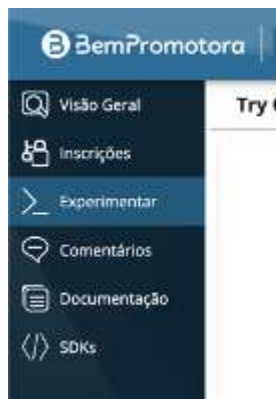 BemPromotora
Visão Geral
Try
Inscrições
Experimentar
Comentários
Documentação
SDKs